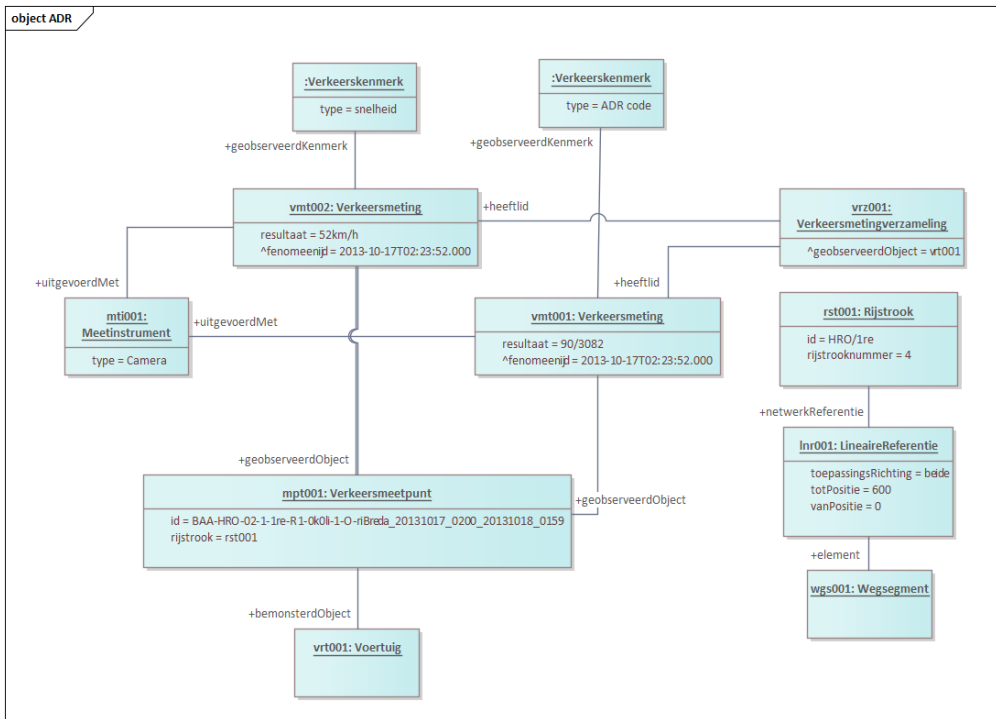 object ADR
:Verkeerskenmerk
type = snelheid
:Verkeerskenmerk
type = ADR code
+geobserveerdKenmerk
+geobserveerdKenmerk
vmt002: Verkeersmeting
resultaat = 52km/h
^fenomeenijd = 2013-10-17T02:23:52.000
+heeftlid
vrz001:
Verkeersmetingverzameling
^geobserveerdObject = vrt001
+uitgevoerdMet
+heeftlid
mti001:
Meetinstrument
type = Camera
+uitgevoerdMet
vmt001: Verkeersmeting
resultaat = 90/3082
^fenomeenijd = 2013-10-17T02:23:52.000
rst001: Rijstrook
id = HRO/1re
rijstrooknummer = 4
+netwerkReferentie
lnr001: LineaireReferentie
toepassingsRichting = beide
totPositie = 600
vanPositie = 0
+geobserveerdObject
mpt001: Verkeersmeetpunt
id = BAA-HRO-02-1-1re-R1-0k0li-1-O-riBreda_20131017_0200_20131018_0159
rijstrook = rst001
+geobserveerdObject
+element
wgs001: Wegsegment
+bemonsterdObject
vrt001: Voertuig